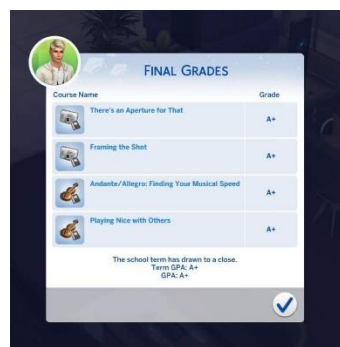 FINAL GRADES
Course Name Grade
There's an Aperture for That
A+
Framing the Shot
A+
Andante/Allegro: Finding Your Musical Speed
A+
Playing Nice with Others
A+
The school term has drawn to a close.
Term GPA: A+
GPA: A+